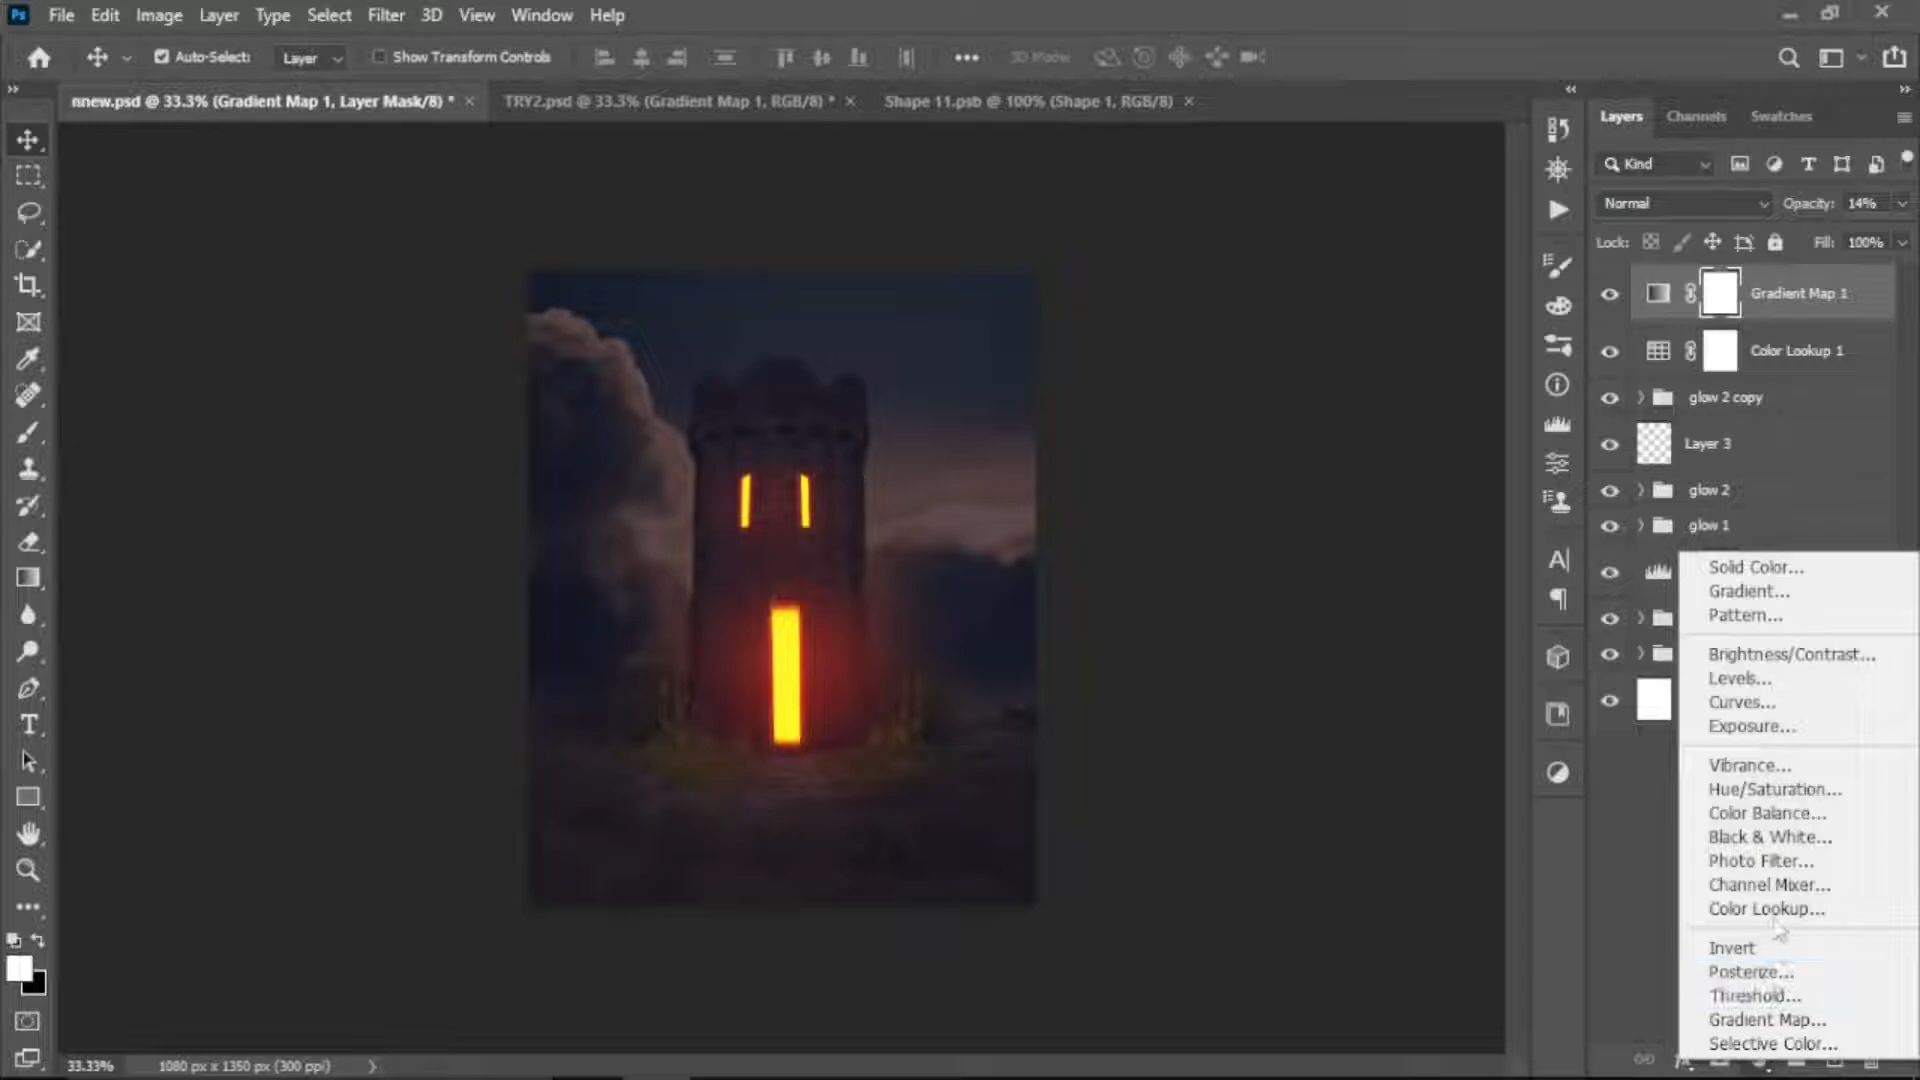 Ps File Edit Image Layer Type Select Filter 3D View Window Help
Auto-Select: Layer Show Transform Controls 3D Mode:
nnew.psd @ 33.3% (Gradient Map 1, Layer Mask/8) *
TRY2.psd @ 33.3% (Gradient Map 1, RGB/8) *
Shape 11.psb @ 100% (Shape 1, RGB/8)
Layers Channels Swatches
Kind
Normal Opacity: 14%
Lock: Fill: 100%
Gradient Map 1
Color Lookup 1
glow 2 copy
Layer 3
glow 2
glow 1
Solid Color...
Gradient...
Pattern...
Brightness/Contrast...
Levels...
Curves...
Exposure...
Vibrance...
Hue/Saturation...
Color Balance...
Black & White...
Photo Filter...
Channel Mixer...
Color Lookup...
Invert
Posterize...
Threshold...
Gradient Map...
Selective Color...
33.33% 1080 px x 1350 px (300 ppi)